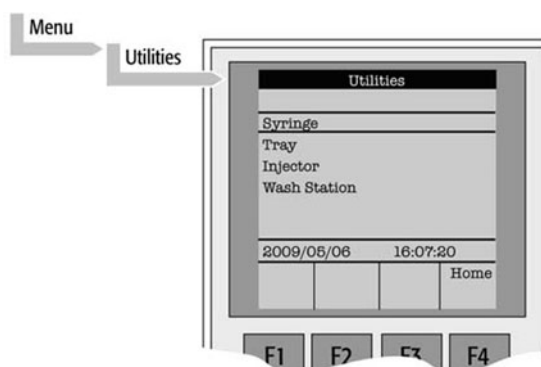 Menu
Utilities
Utilities
Syringe
Tray
Injector
Wash Station
2009/05/06 16:07:20
Home
F1 F2 F3 F4